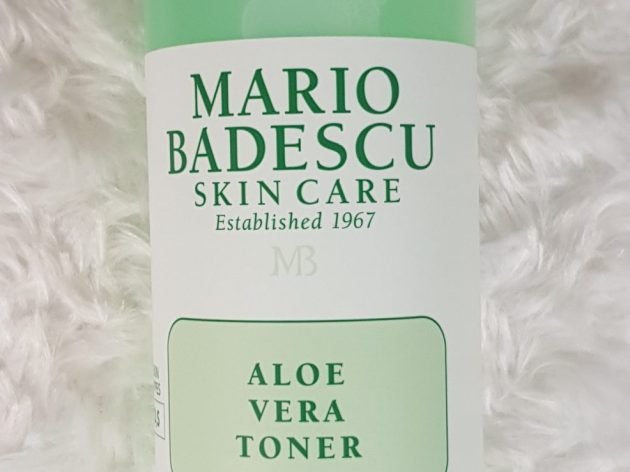 MARIO
BADESCU
SKIN CARE
Established 1967
MB
ALOE
VERA
TONER